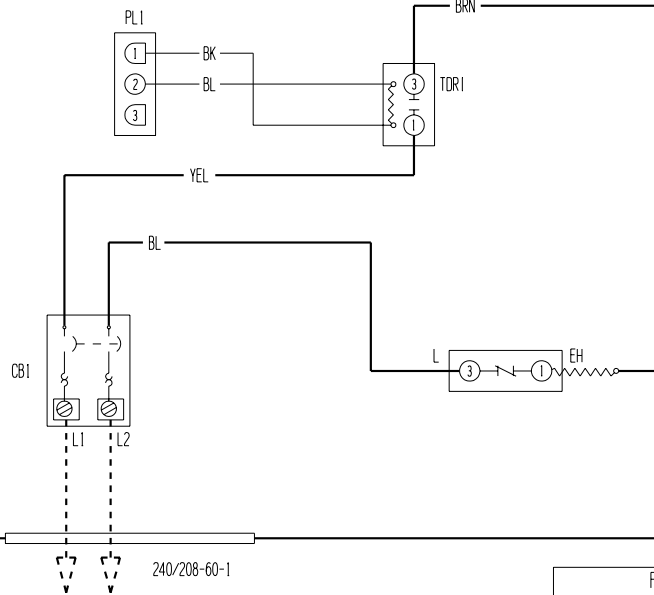 BRN
PL1
1
BK
2
BL
3
TDR1
3
1
YEL
BL
CB1
L
3
1
EH
L1
L2
240/208-60-1
F